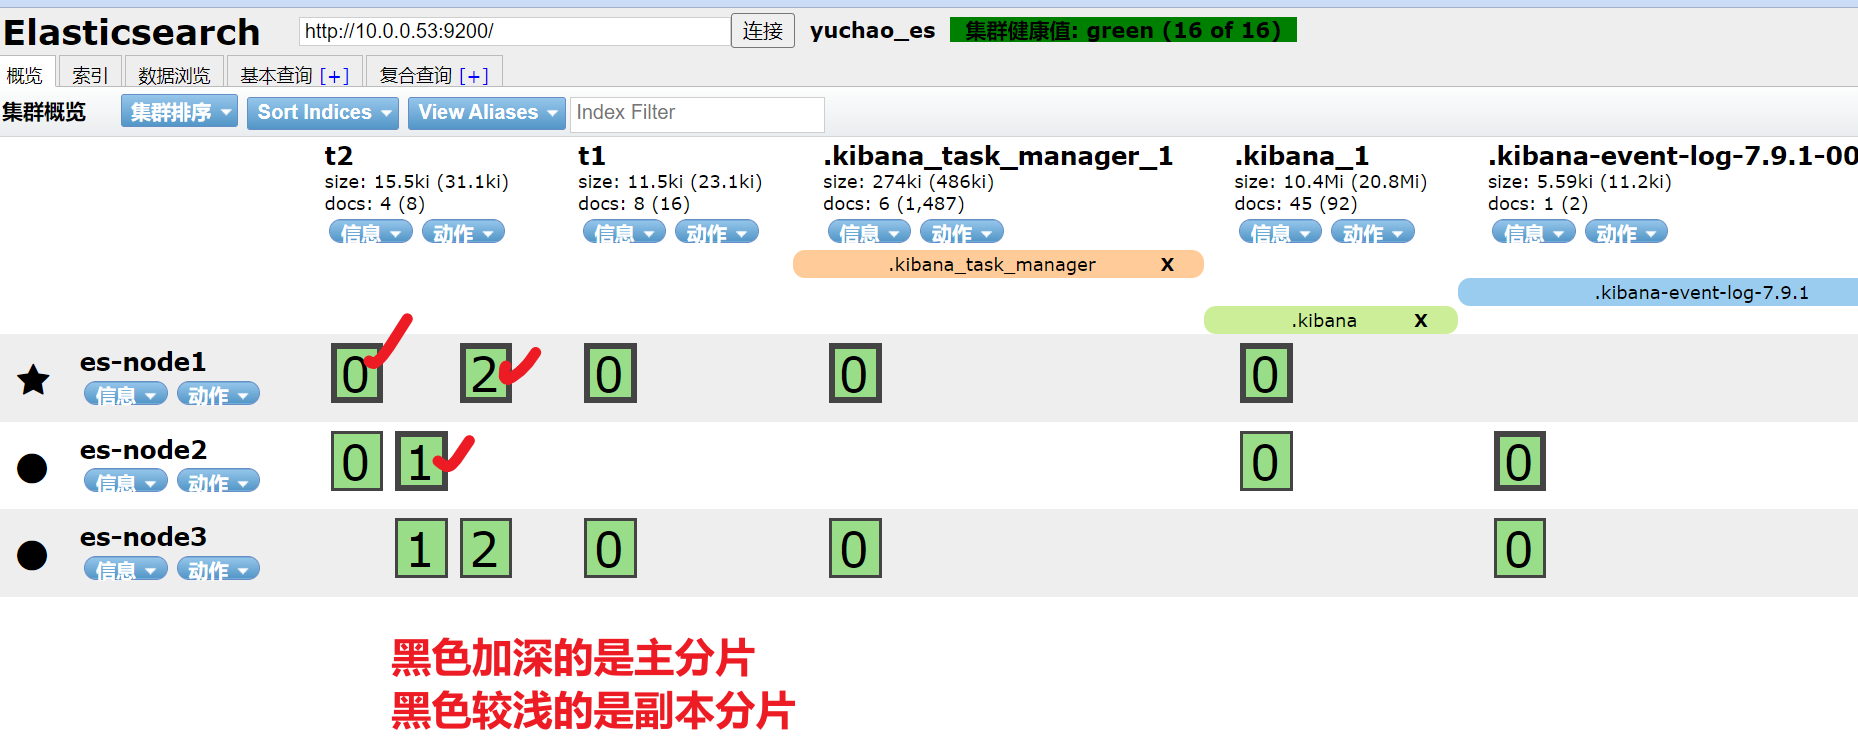 Elasticsearch http://10.0.0.53:9200/ 连接 yuchao_es 集群健康值: green (16 of 16)
概览 索引 数据浏览 基本查询 [+] 复合查询 [+]
集群概览 集群排序 Sort Indices View Aliases Index Filter
t2 t1 .kibana_task_manager_1 .kibana_1 .kibana-event-log-7.9.1-00
size: 15.5ki (31.1ki) size: 11.5ki (23.1ki) size: 274ki (486ki) size: 10.4Mi (20.8Mi) size: 5.59ki (11.2ki)
docs: 4 (8) docs: 8 (16) docs: 6 (1,487) docs: 45 (92) docs: 1 (2)
信息 动作 信息 动作 信息 动作 信息 动作 信息 动作
.kibana_task_manager X
.kibana-event-log-7.9.1
.kibana X
es-node1 0 2 0 0 0
信息 动作
es-node2 0 1 0 0
信息 动作
es-node3 1 2 0 0 0
信息 动作
黑色加深的是主分片
黑色较浅的是副本分片